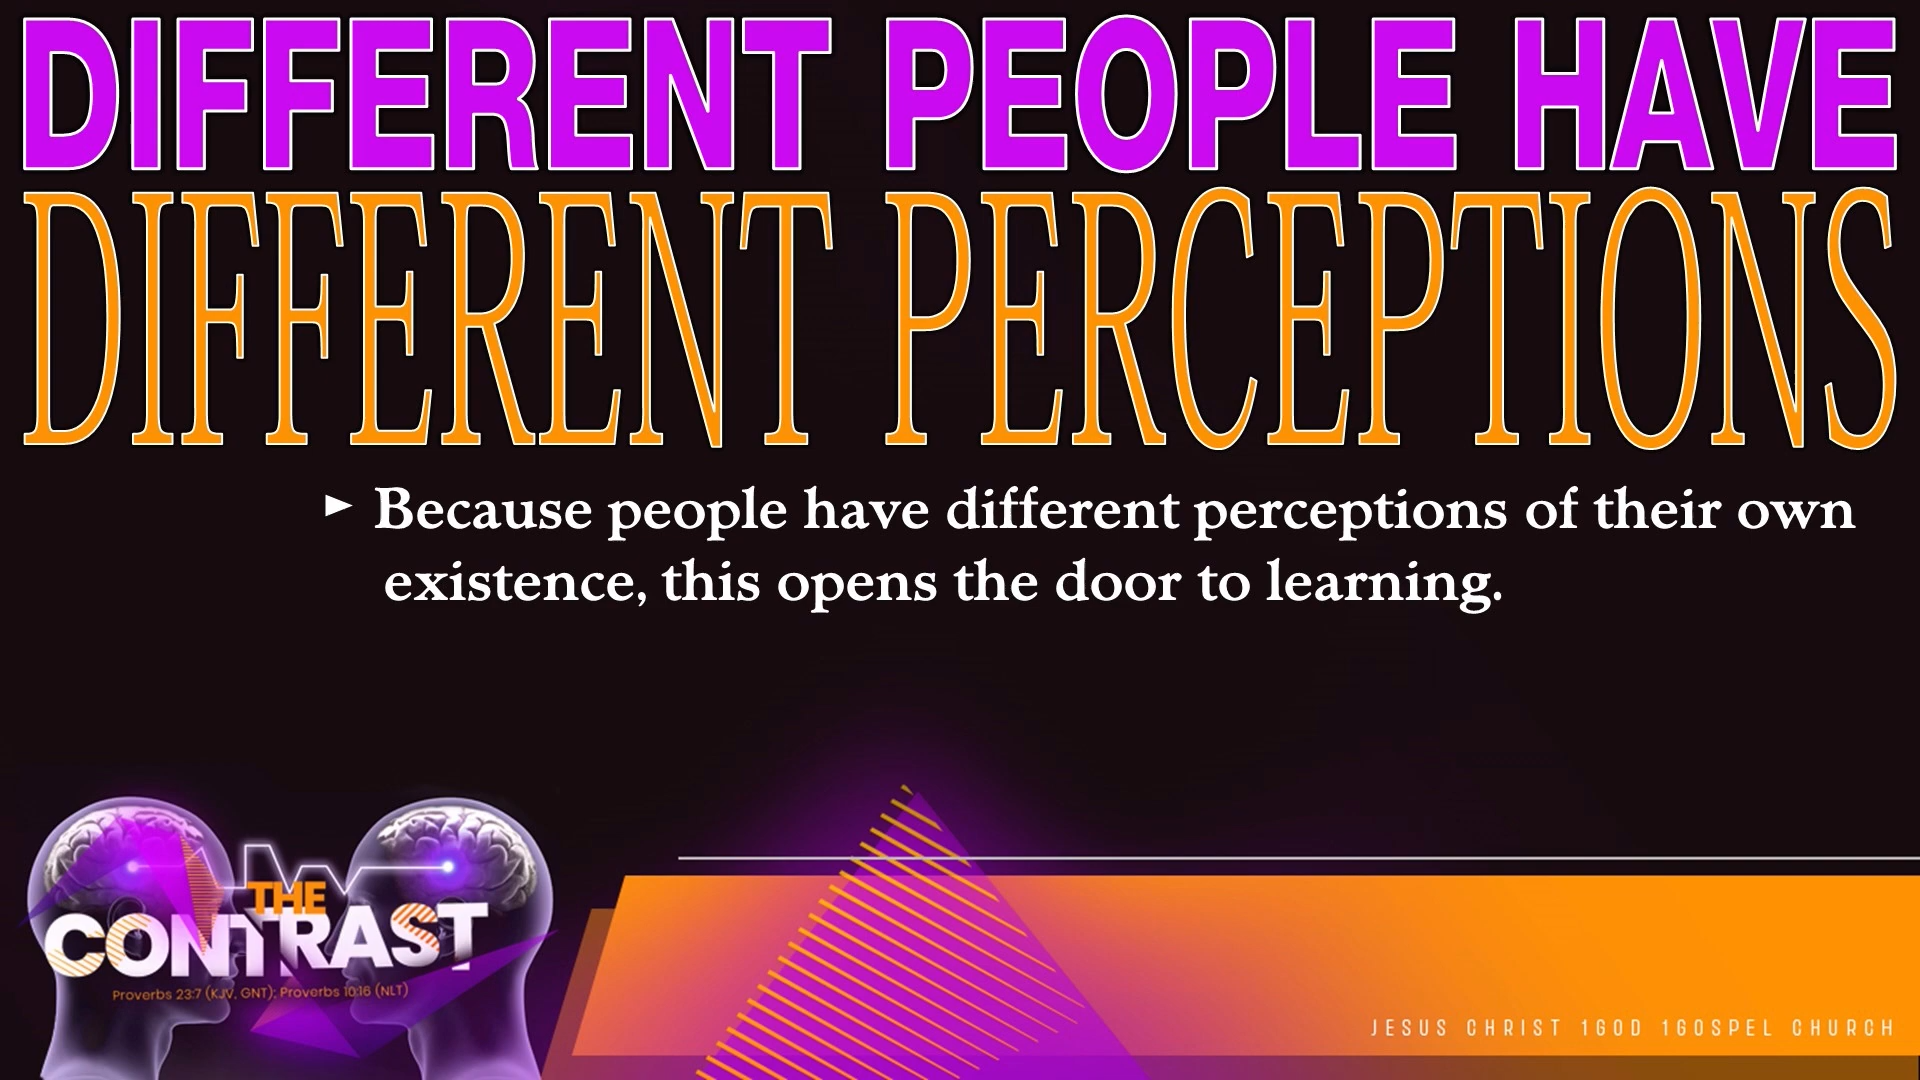 DIFFERENT PEOPLE HAVE
DIFFERENT PERCEPTIONS
► Because people have different perceptions of their own
existence, this opens the door to learning.
THE
CONTRAST
Proverbs 23:7 (KJV, GNT); Proverbs 10:16 (NLT)
JESUS CHRIST 1GOD 1GOSPEL CHURCH